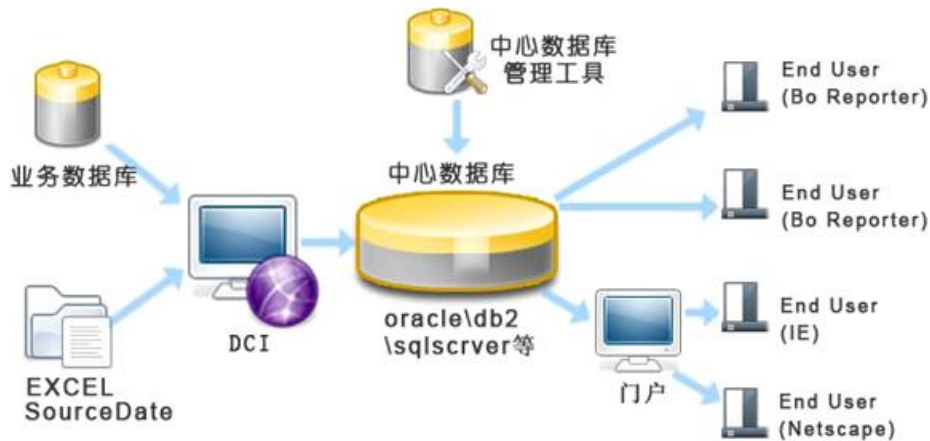 中心数据库
管理工具
End User
(Bo Reporter)
业务数据库
中心数据库
End User
(Bo Reporter)
DCI
oracle\db2
\sqlscrver等
End User
(IE)
EXCEL
SourceDate
门户
End User
(Netscape)